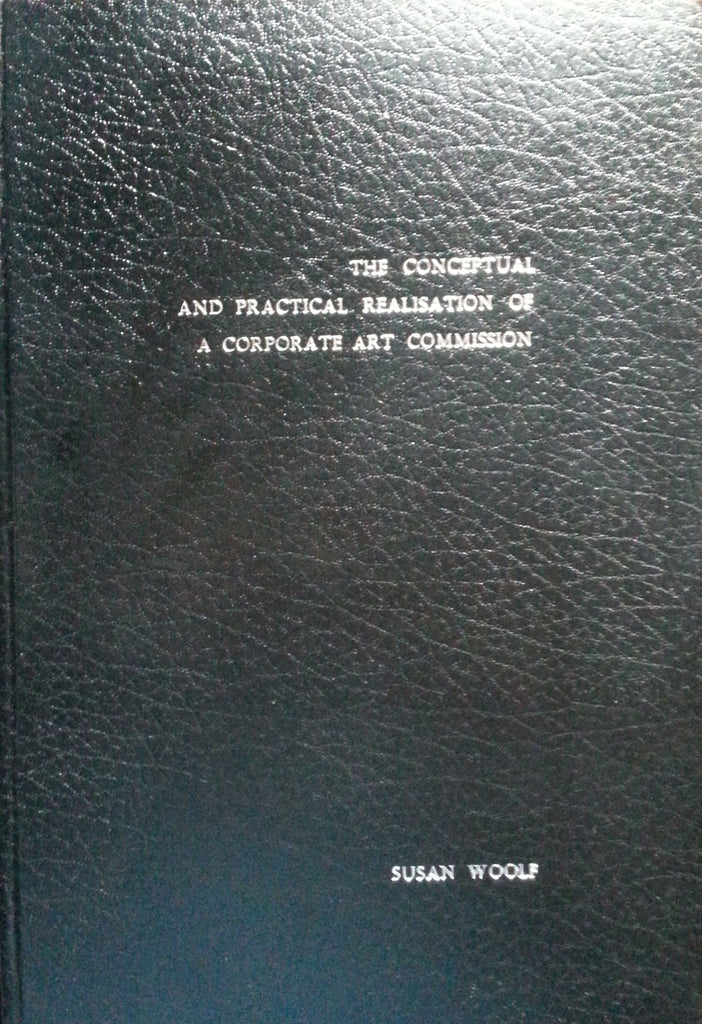 THE CONCEPTUAL
AND PRACTICAL REALISATION OF
A CORPORATE ART COMMISSION
SUSAN WOOLF